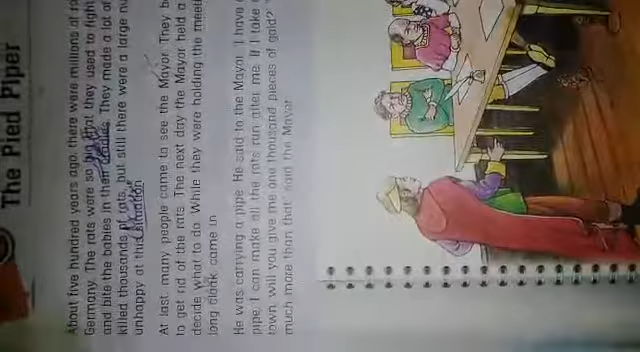 The Pied Piper
About five hundred years ago, there were millions of
Germany. The rats were so big that they used to fight
and bite the babies in their cradles. They made a lot of
killed thousands of rats, but still there were a large
unhappy at this situation.
At last, many people came to see the Mayor. They
to get rid of the rats. The next day the Mayor held a
decide what to do. While they were holding the
long cloak came in.
He was carrying a pipe. He said to the Mayor, 'I have
pipe, I can make all the rats run after me. If I take
town, will you give me one thousand pieces of gold?'
much more than that' said the Mayor.